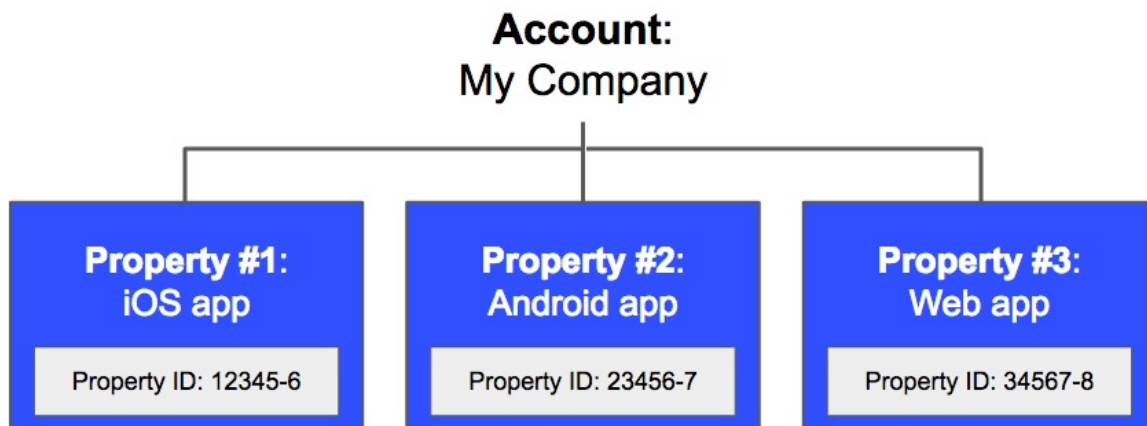 Account:
My Company
Property #1:
iOS app
Property ID: 12345-6
Property #2:
Android app
Property ID: 23456-7
Property #3:
Web app
Property ID: 34567-8